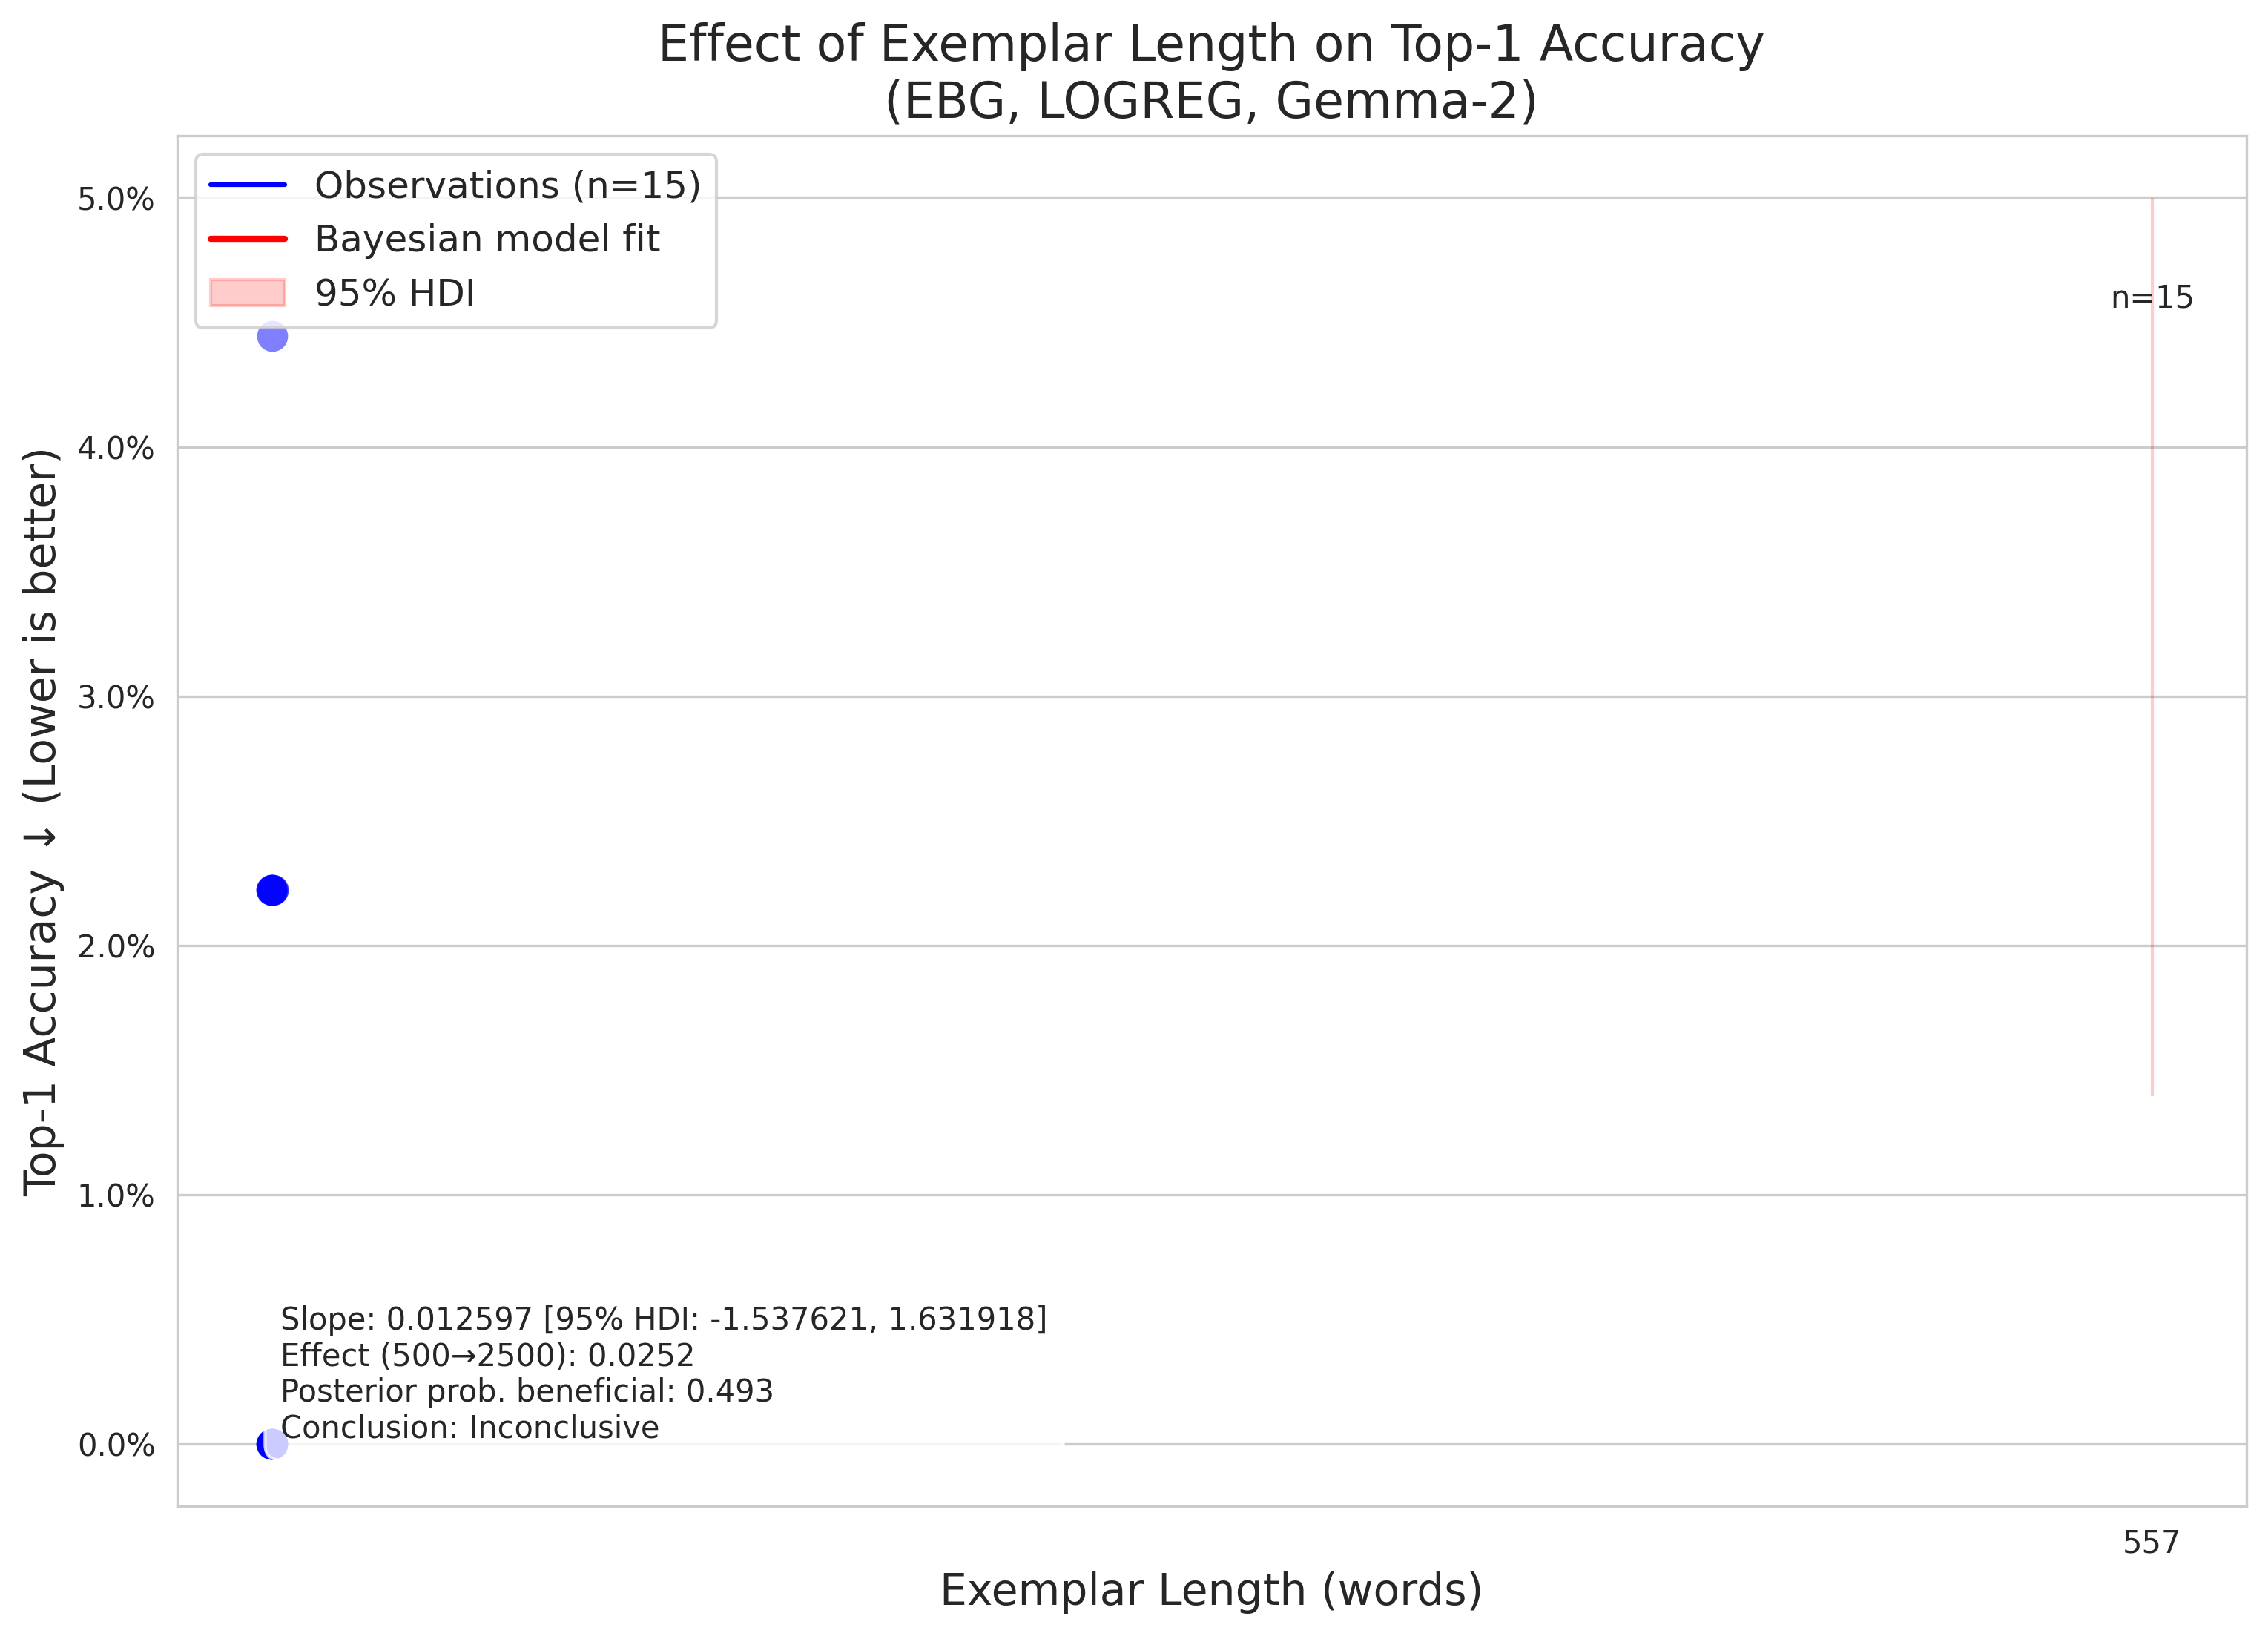 Effect of Exemplar Length on Top-1 Accuracy
(EBG, LOGREG, Gemma-2)
Observations (n=15)
Bayesian model fit
95% HDI
n=15
Top-1 Accuracy ↓ (Lower is better)
5.0%
4.0%
3.0%
2.0%
1.0%
0.0%
Slope: 0.012597 [95% HDI: -1.537621, 1.631918]
Effect (500→2500): 0.0252
Posterior prob. beneficial: 0.493
Conclusion: Inconclusive
557
Exemplar Length (words)